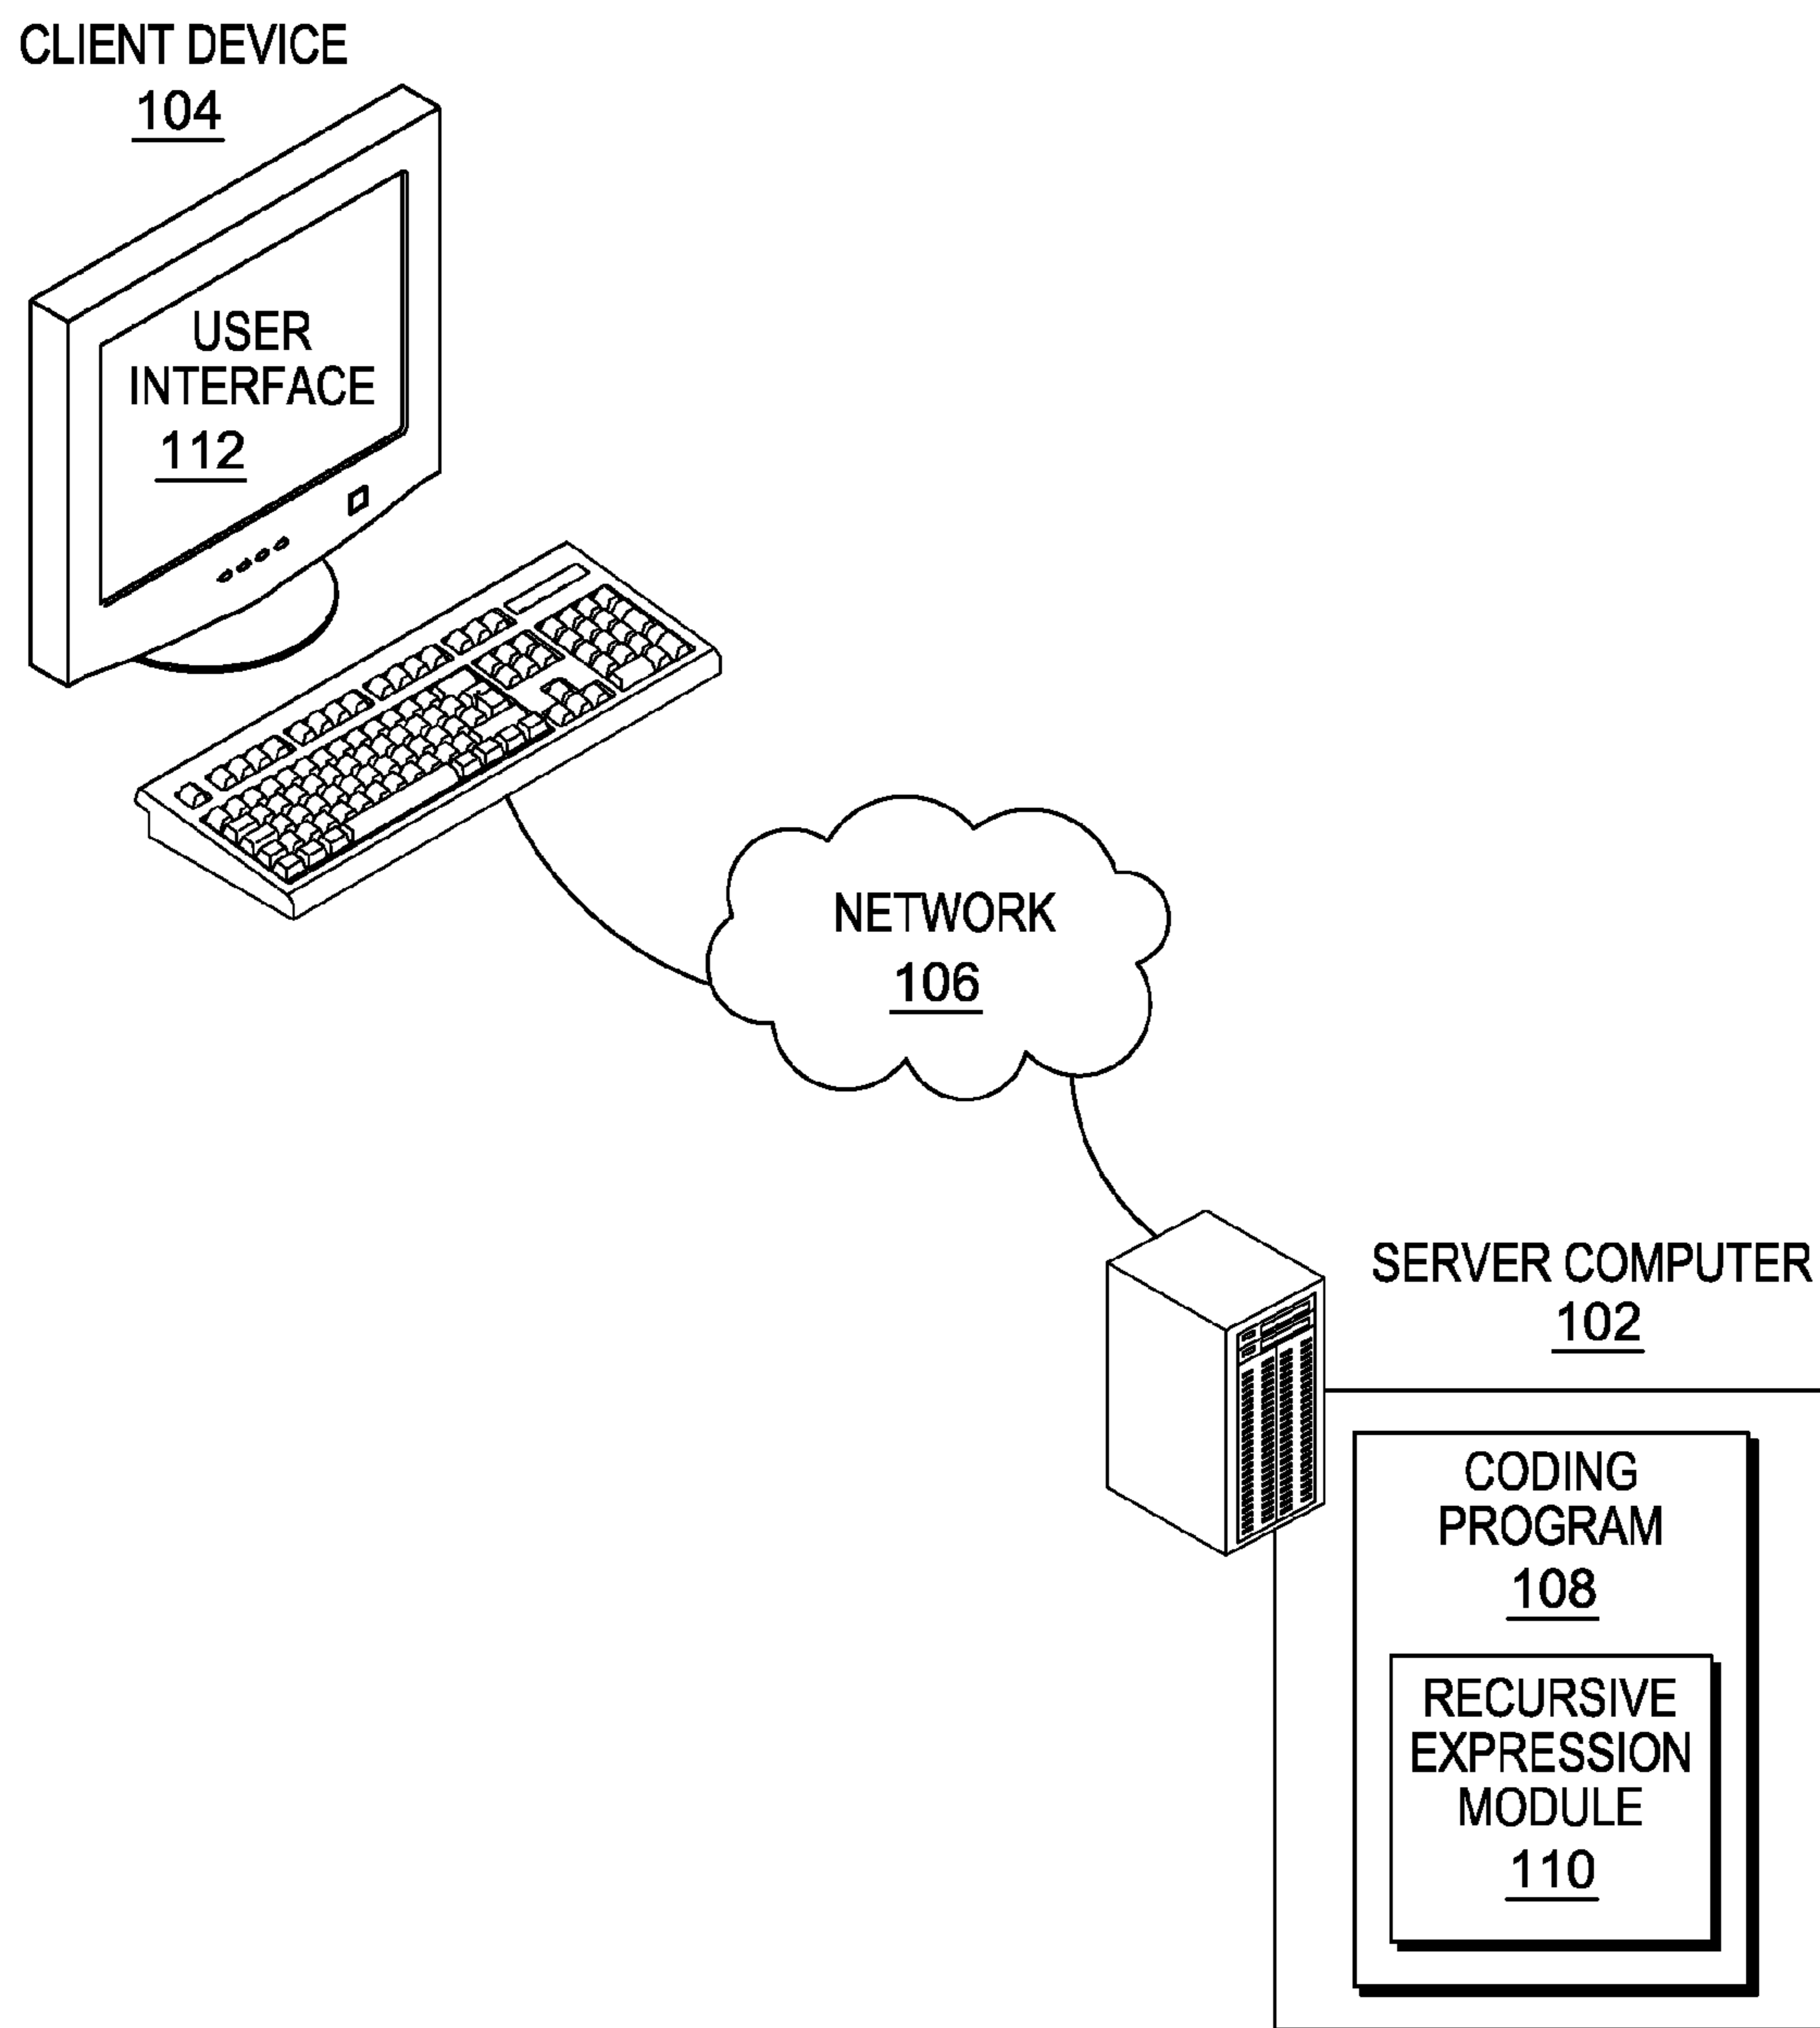 CLIENT DEVICE
104
USER
INTERFACE
112
NETWORK
106
SERVER COMPUTER
102
CODING
PROGRAM
108
RECURSIVE
EXPRESSION
MODULE
110